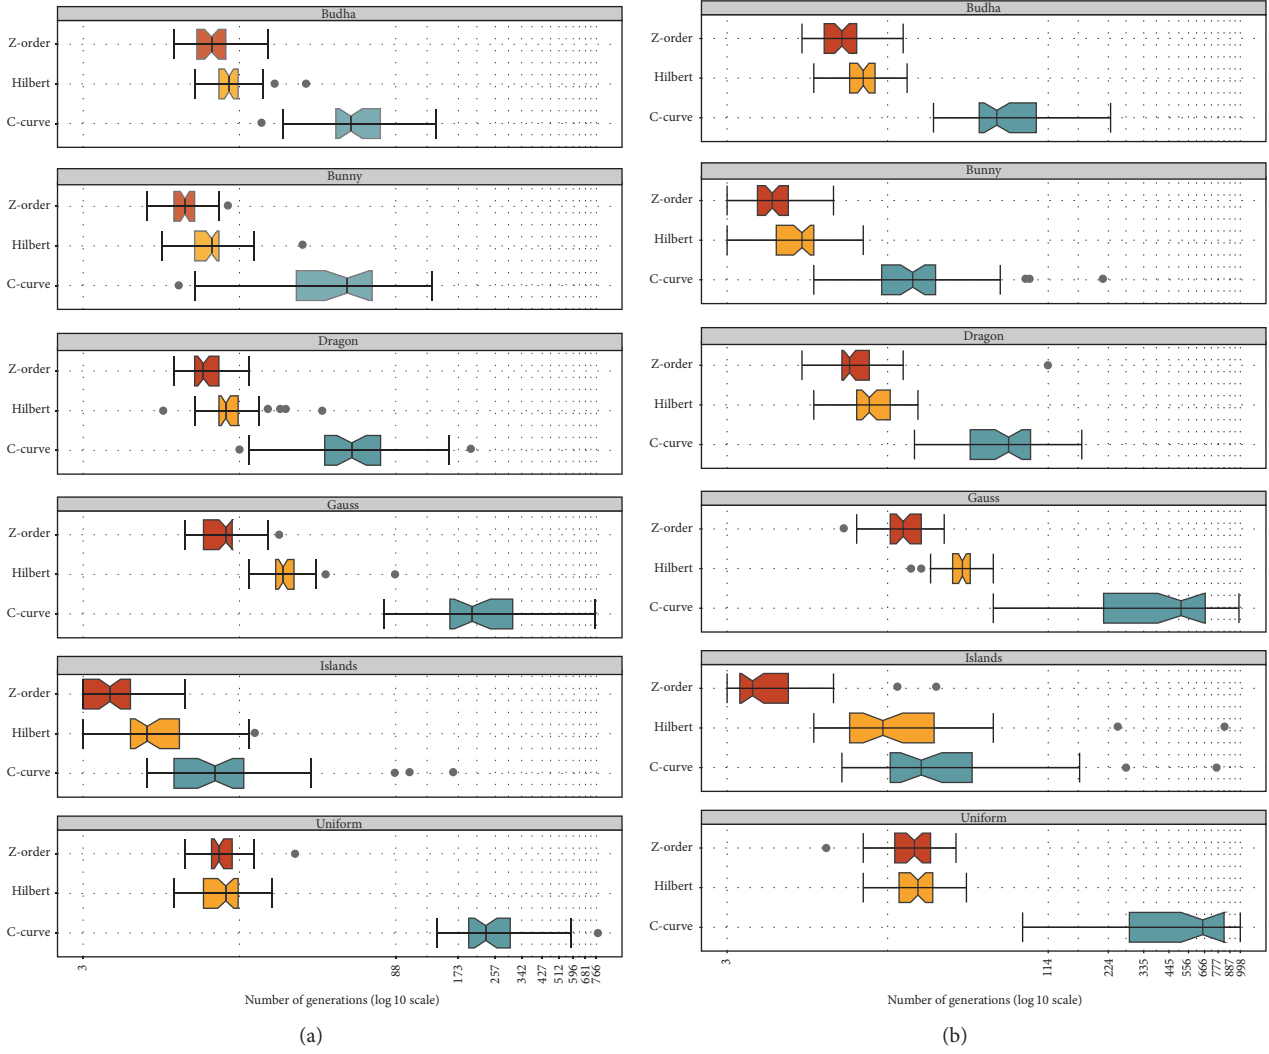 Budha
Z-order
Hilbert
C-curve
Bunny
Z-order
Hilbert
C-curve
Dragon
Z-order
Hilbert
C-curve
Gauss
Z-order
Hilbert
C-curve
Islands
Z-order
Hilbert
C-curve
Uniform
Z-order
Hilbert
C-curve
3 88 173 257 342 427 512 596 681 766
Number of generations (log 10 scale)
(a)
Budha
Z-order
Hilbert
C-curve
Bunny
Z-order
Hilbert
C-curve
Dragon
Z-order
Hilbert
C-curve
Gauss
Z-order
Hilbert
C-curve
Islands
Z-order
Hilbert
C-curve
Uniform
Z-order
Hilbert
C-curve
3 114 224 335 445 556 666 777 887 998
Number of generations (log 10 scale)
(b)